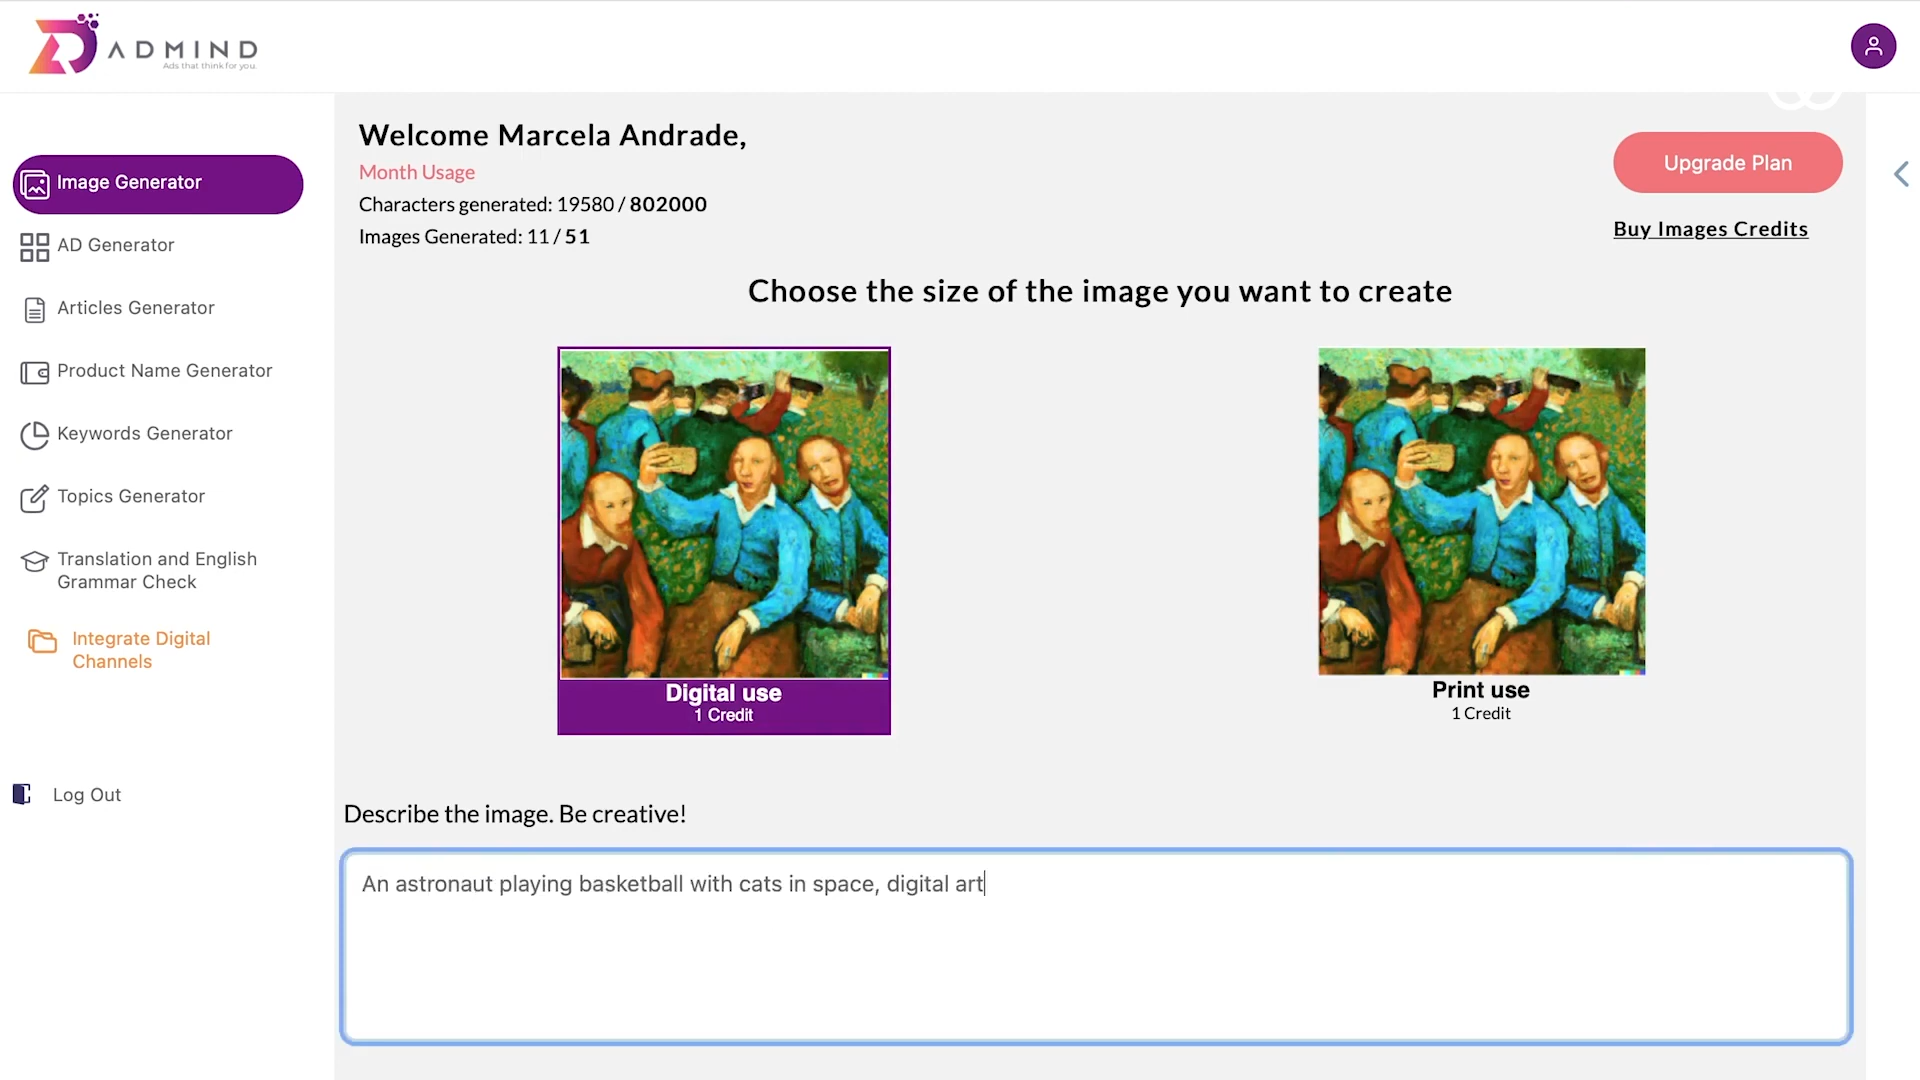 ADMIND
Ads that think for you.
Welcome Marcela Andrade,
Month Usage
Characters generated: 19580 / 802000
Images Generated: 11 / 51
Upgrade Plan
Buy Images Credits
Image Generator
AD Generator
Articles Generator
Product Name Generator
Keywords Generator
Topics Generator
Translation and English
Grammar Check
Integrate Digital
Channels
Log Out
Choose the size of the image you want to create
Digital use
1 Credit
Print use
1 Credit
Describe the image. Be creative!
An astronaut playing basketball with cats in space, digital art